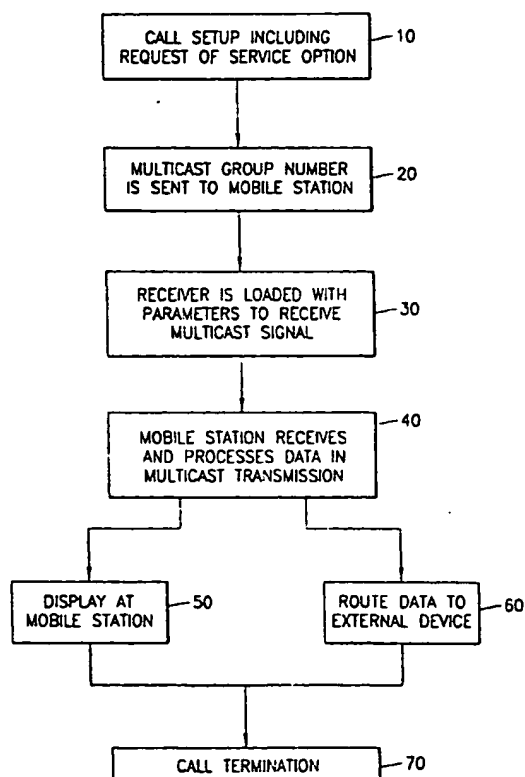 CALL SETUP INCLUDING
REQUEST OF SERVICE OPTION
10
MULTICAST GROUP NUMBER
IS SENT TO MOBILE STATION
20
RECEIVER IS LOADED WITH
PARAMETERS TO RECEIVE
MULTICAST SIGNAL
30
40
MOBILE STATION RECEIVES
AND PROCESSES DATA IN
MULTICAST TRANSMISSION
DISPLAY AT
MOBILE STATION
50
ROUTE DATA TO
EXTERNAL DEVICE
60
CALL TERMINATION
70